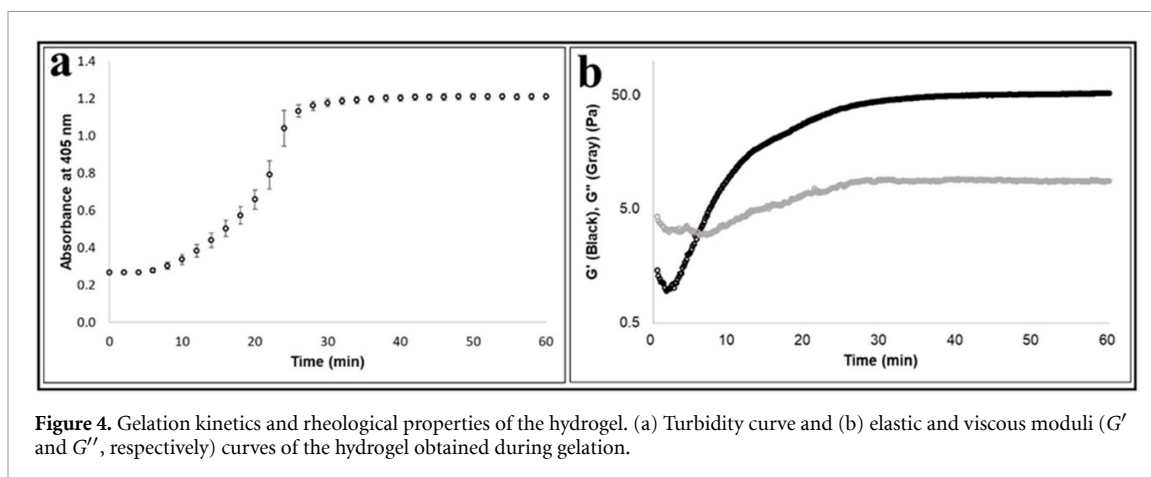 a
1.4
1.2
1.0
0.8
0.6
0.4
0.2
0.0
Absorbance at 405 nm
0 10 20 30 40 50 60
Time (min)
b
50.0
5.0
0.5
G' (Black), G'' (Gray) (Pa)
0 10 20 30 40 50 60
Time (min)
Figure 4. Gelation kinetics and rheological properties of the hydrogel. (a) Turbidity curve and (b) elastic and viscous moduli (G′
and G′′, respectively) curves of the hydrogel obtained during gelation.